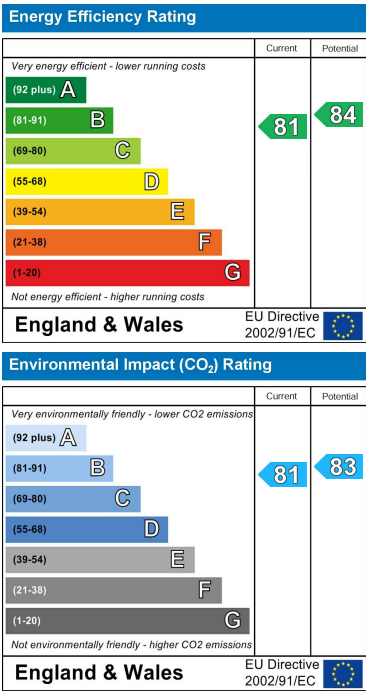 Energy Efficiency Rating
Current Potential
Very energy efficient - lower running costs
(92 plus) A
(81-91) B
(69-80) C
(55-68) D
(39-54) E
(21-38) F
(1-20) G
81
84
Not energy efficient - higher running costs
England & Wales
EU Directive
2002/91/EC
Environmental Impact (CO₂) Rating
Current Potential
Very environmentally friendly - lower CO2 emissions
(92 plus) A
(81-91) B
(69-80) C
(55-68) D
(39-54) E
(21-38) F
(1-20) G
81
83
Not environmentally friendly - higher CO2 emissions
England & Wales
EU Directive
2002/91/EC